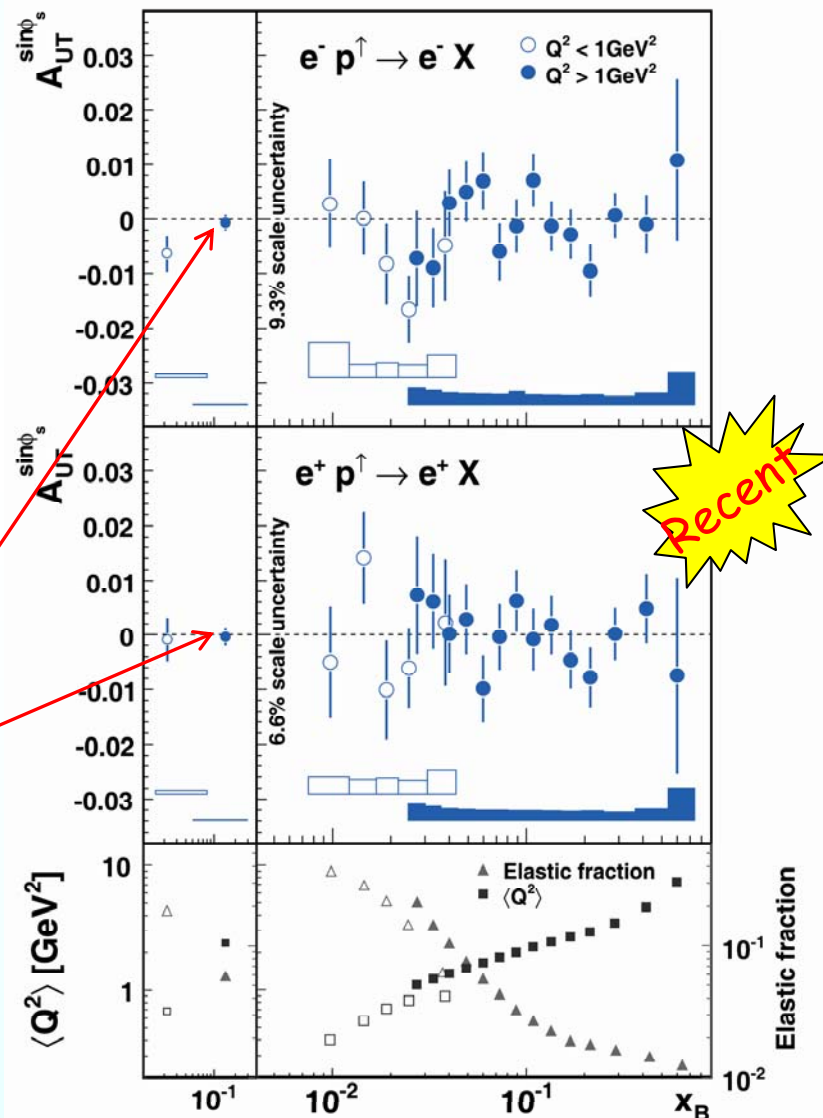 A_UT^sinϕ_s
e⁻ p^↑ → e⁻ X
Q² < 1GeV²
Q² > 1GeV²
0.03
0.02
0.01
0
-0.01
-0.02
-0.03
9.3% scale uncertainty
A_UT^sinϕ_s
e⁺ p^↑ → e⁺ X
Recent
0.03
0.02
0.01
0
-0.01
-0.02
-0.03
6.6% scale uncertainty
⟨Q²⟩ [GeV²]
10
1
Elastic fraction
⟨Q²⟩
10⁻¹
10⁻²
Elastic fraction
10⁻¹
10⁻²
10⁻¹
x_B